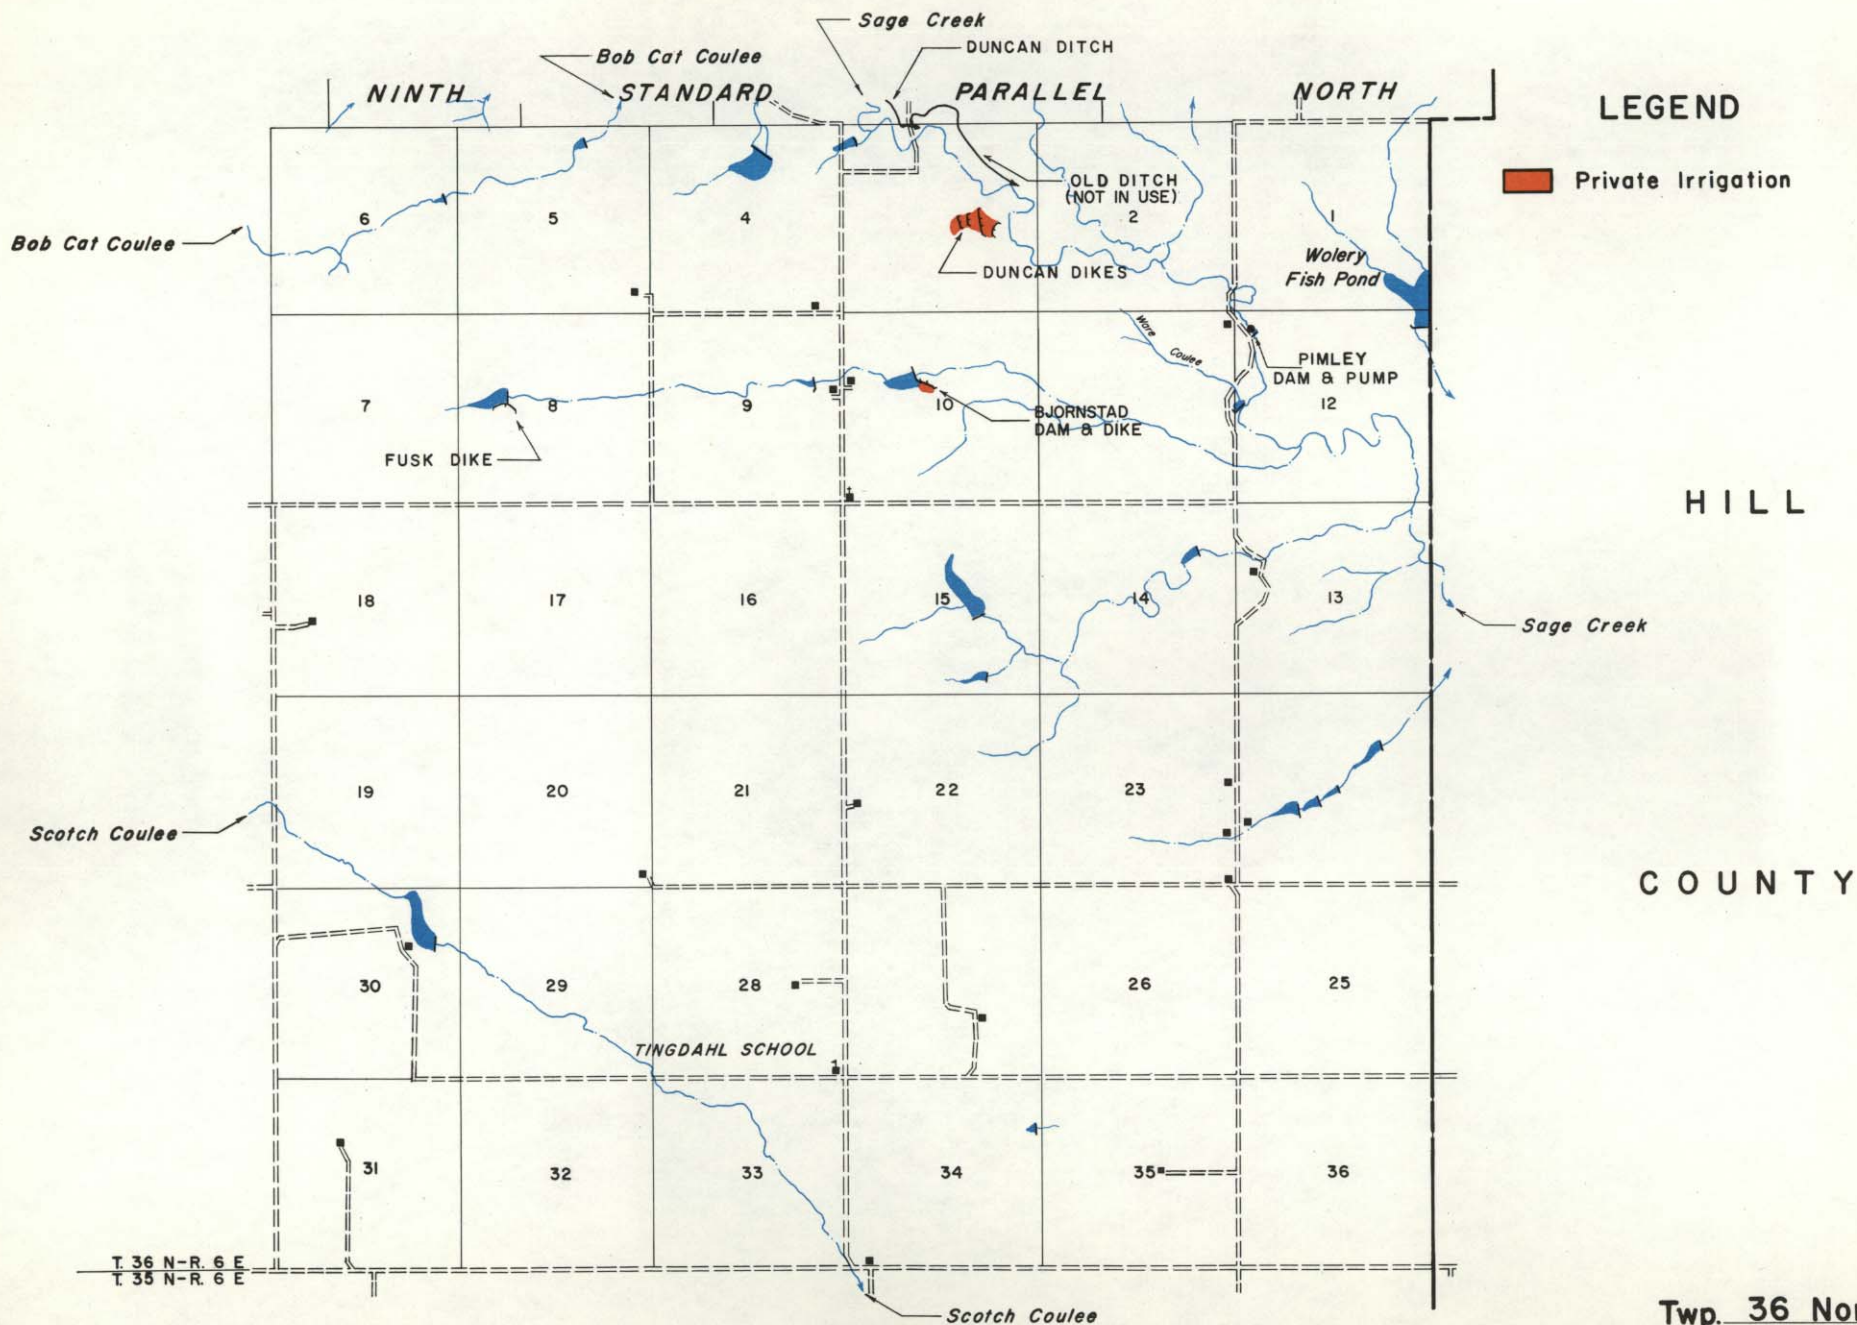 Sage Creek
DUNCAN DITCH
Bob Cat Coulee
NINTH STANDARD PARALLEL NORTH
LEGEND
Private Irrigation
OLD DITCH
(NOT IN USE)
6
5
4
2
1
Bob Cat Coulee
Wolery
Fish Pond
DUNCAN DIKES
Ware Coulee
PIMLEY
DAM & PUMP
7
8
9
10
12
BJORNSTAD
DAM & DIKE
FUSK DIKE
HILL
18
17
16
15
14
13
Sage Creek
19
20
21
22
23
Scotch Coulee
COUNTY
30
29
28
26
25
TINGDAHL SCHOOL
31
32
33
34
35
36
T. 36 N-R. 6 E
T. 35 N-R. 6 E
Scotch Coulee
Twp. 36 Nor